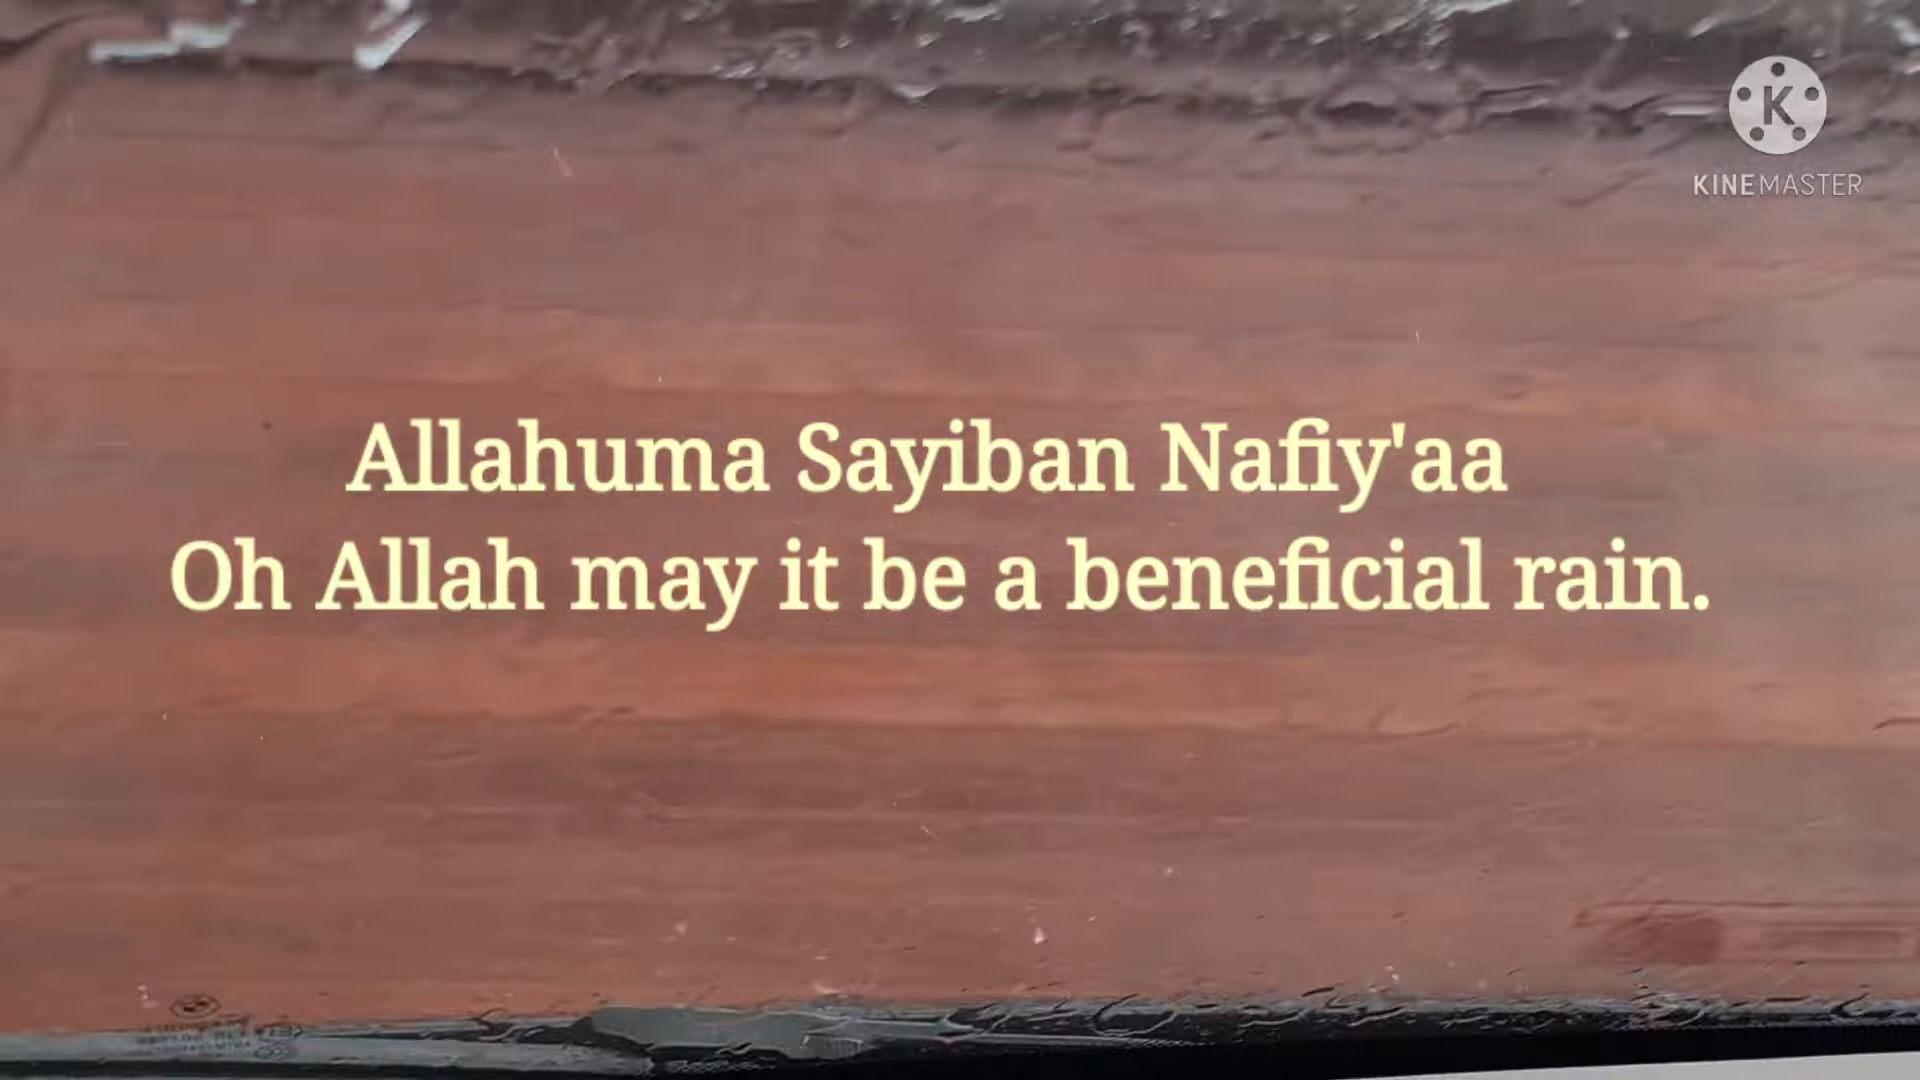 KINEMASTER
Allahuma Sayiban Nafiy'aa
Oh Allah may it be a beneficial rain.